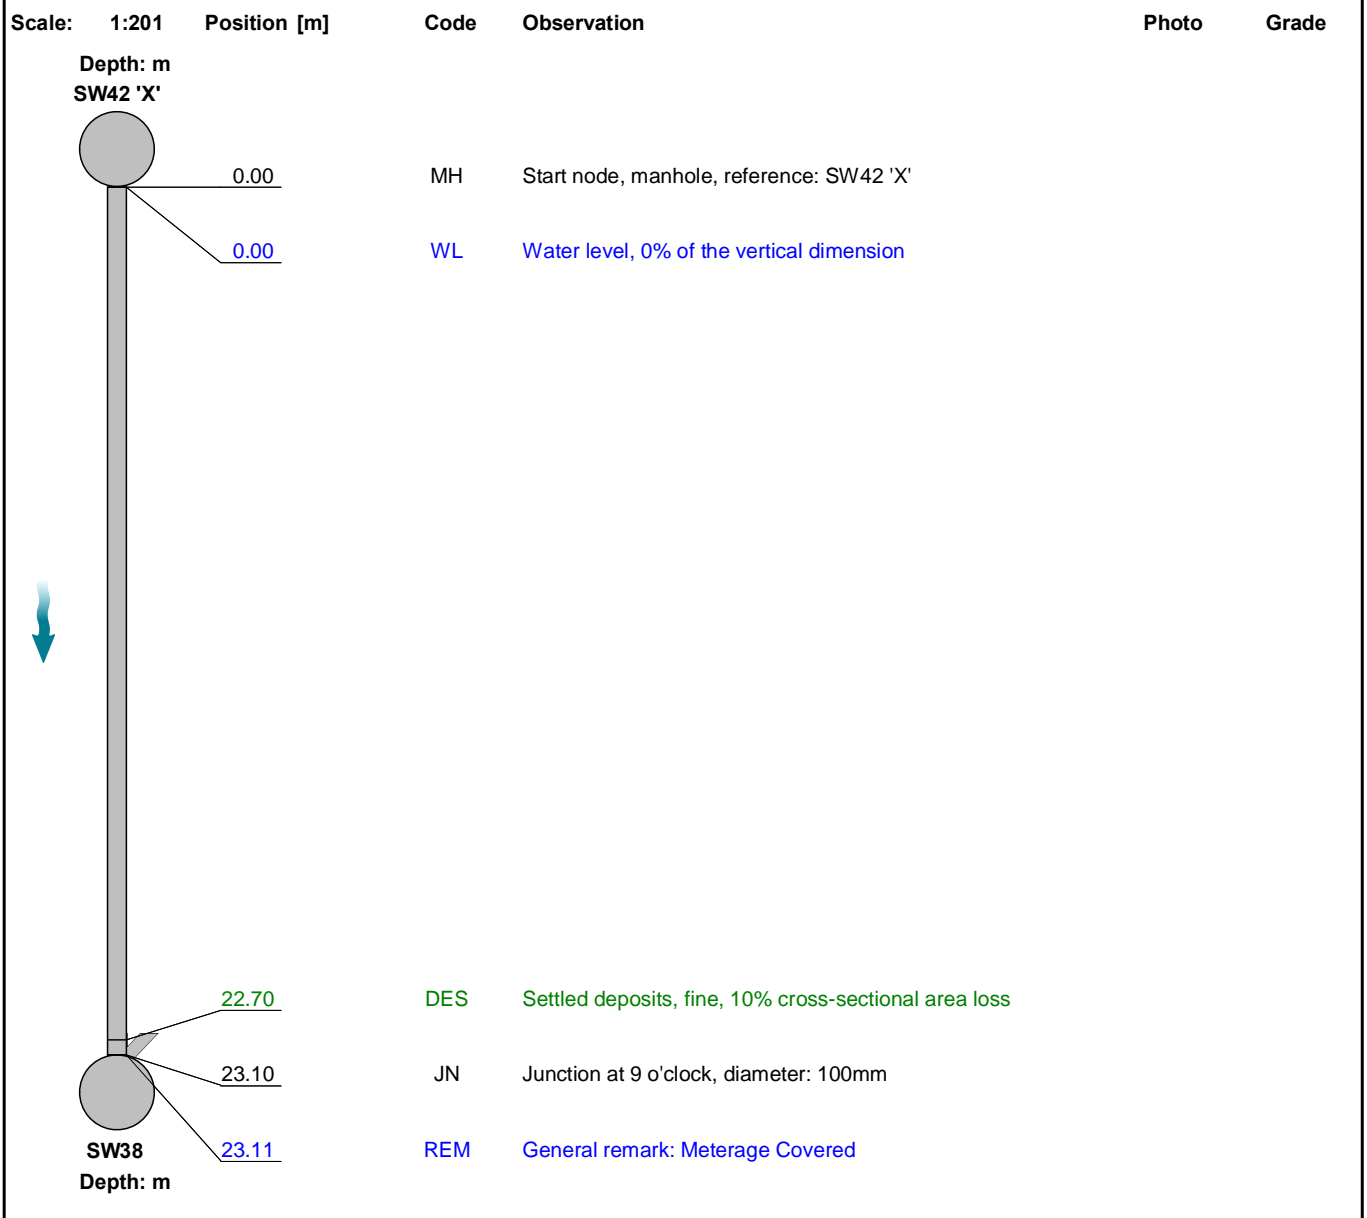 Scale: 1:201 Position [m] Code Observation Photo Grade
Depth: m
SW42 'X'
0.00 MH Start node, manhole, reference: SW42 'X'
0.00 WL Water level, 0% of the vertical dimension
22.70 DES Settled deposits, fine, 10% cross-sectional area loss
23.10 JN Junction at 9 o'clock, diameter: 100mm
SW38 23.11 REM General remark: Meterage Covered
Depth: m